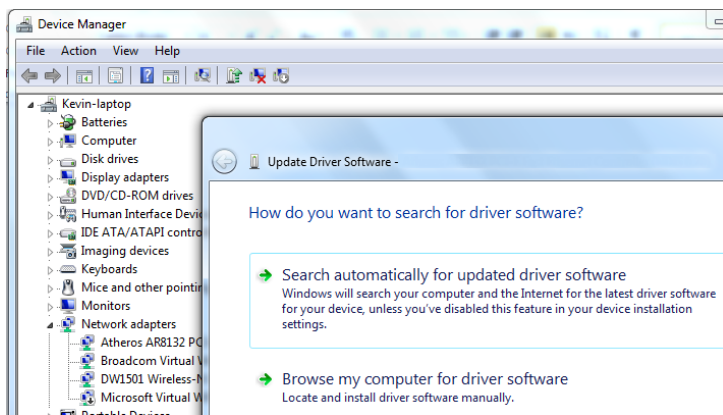 Device Manager
File Action View Help
Kevin-laptop
Batteries
Computer
Disk drives
Display adapters
DVD/CD-ROM drives
Human Interface
IDE ATA/ATAPI
Imaging devices
Keyboards
Mice and other
Monitors
Network adapters
Atheros AR8132
Broadcom Virtual
DW1501
Microsoft Virtual
Portable Devices
Update Driver Software -
How do you want to search for driver software?
Search automatically for updated driver software
Windows will search your computer and the Internet for the latest driver software
for your device, unless you've disabled this feature in your device installation
settings.
Browse my computer for driver software
Locate and install driver software manually.